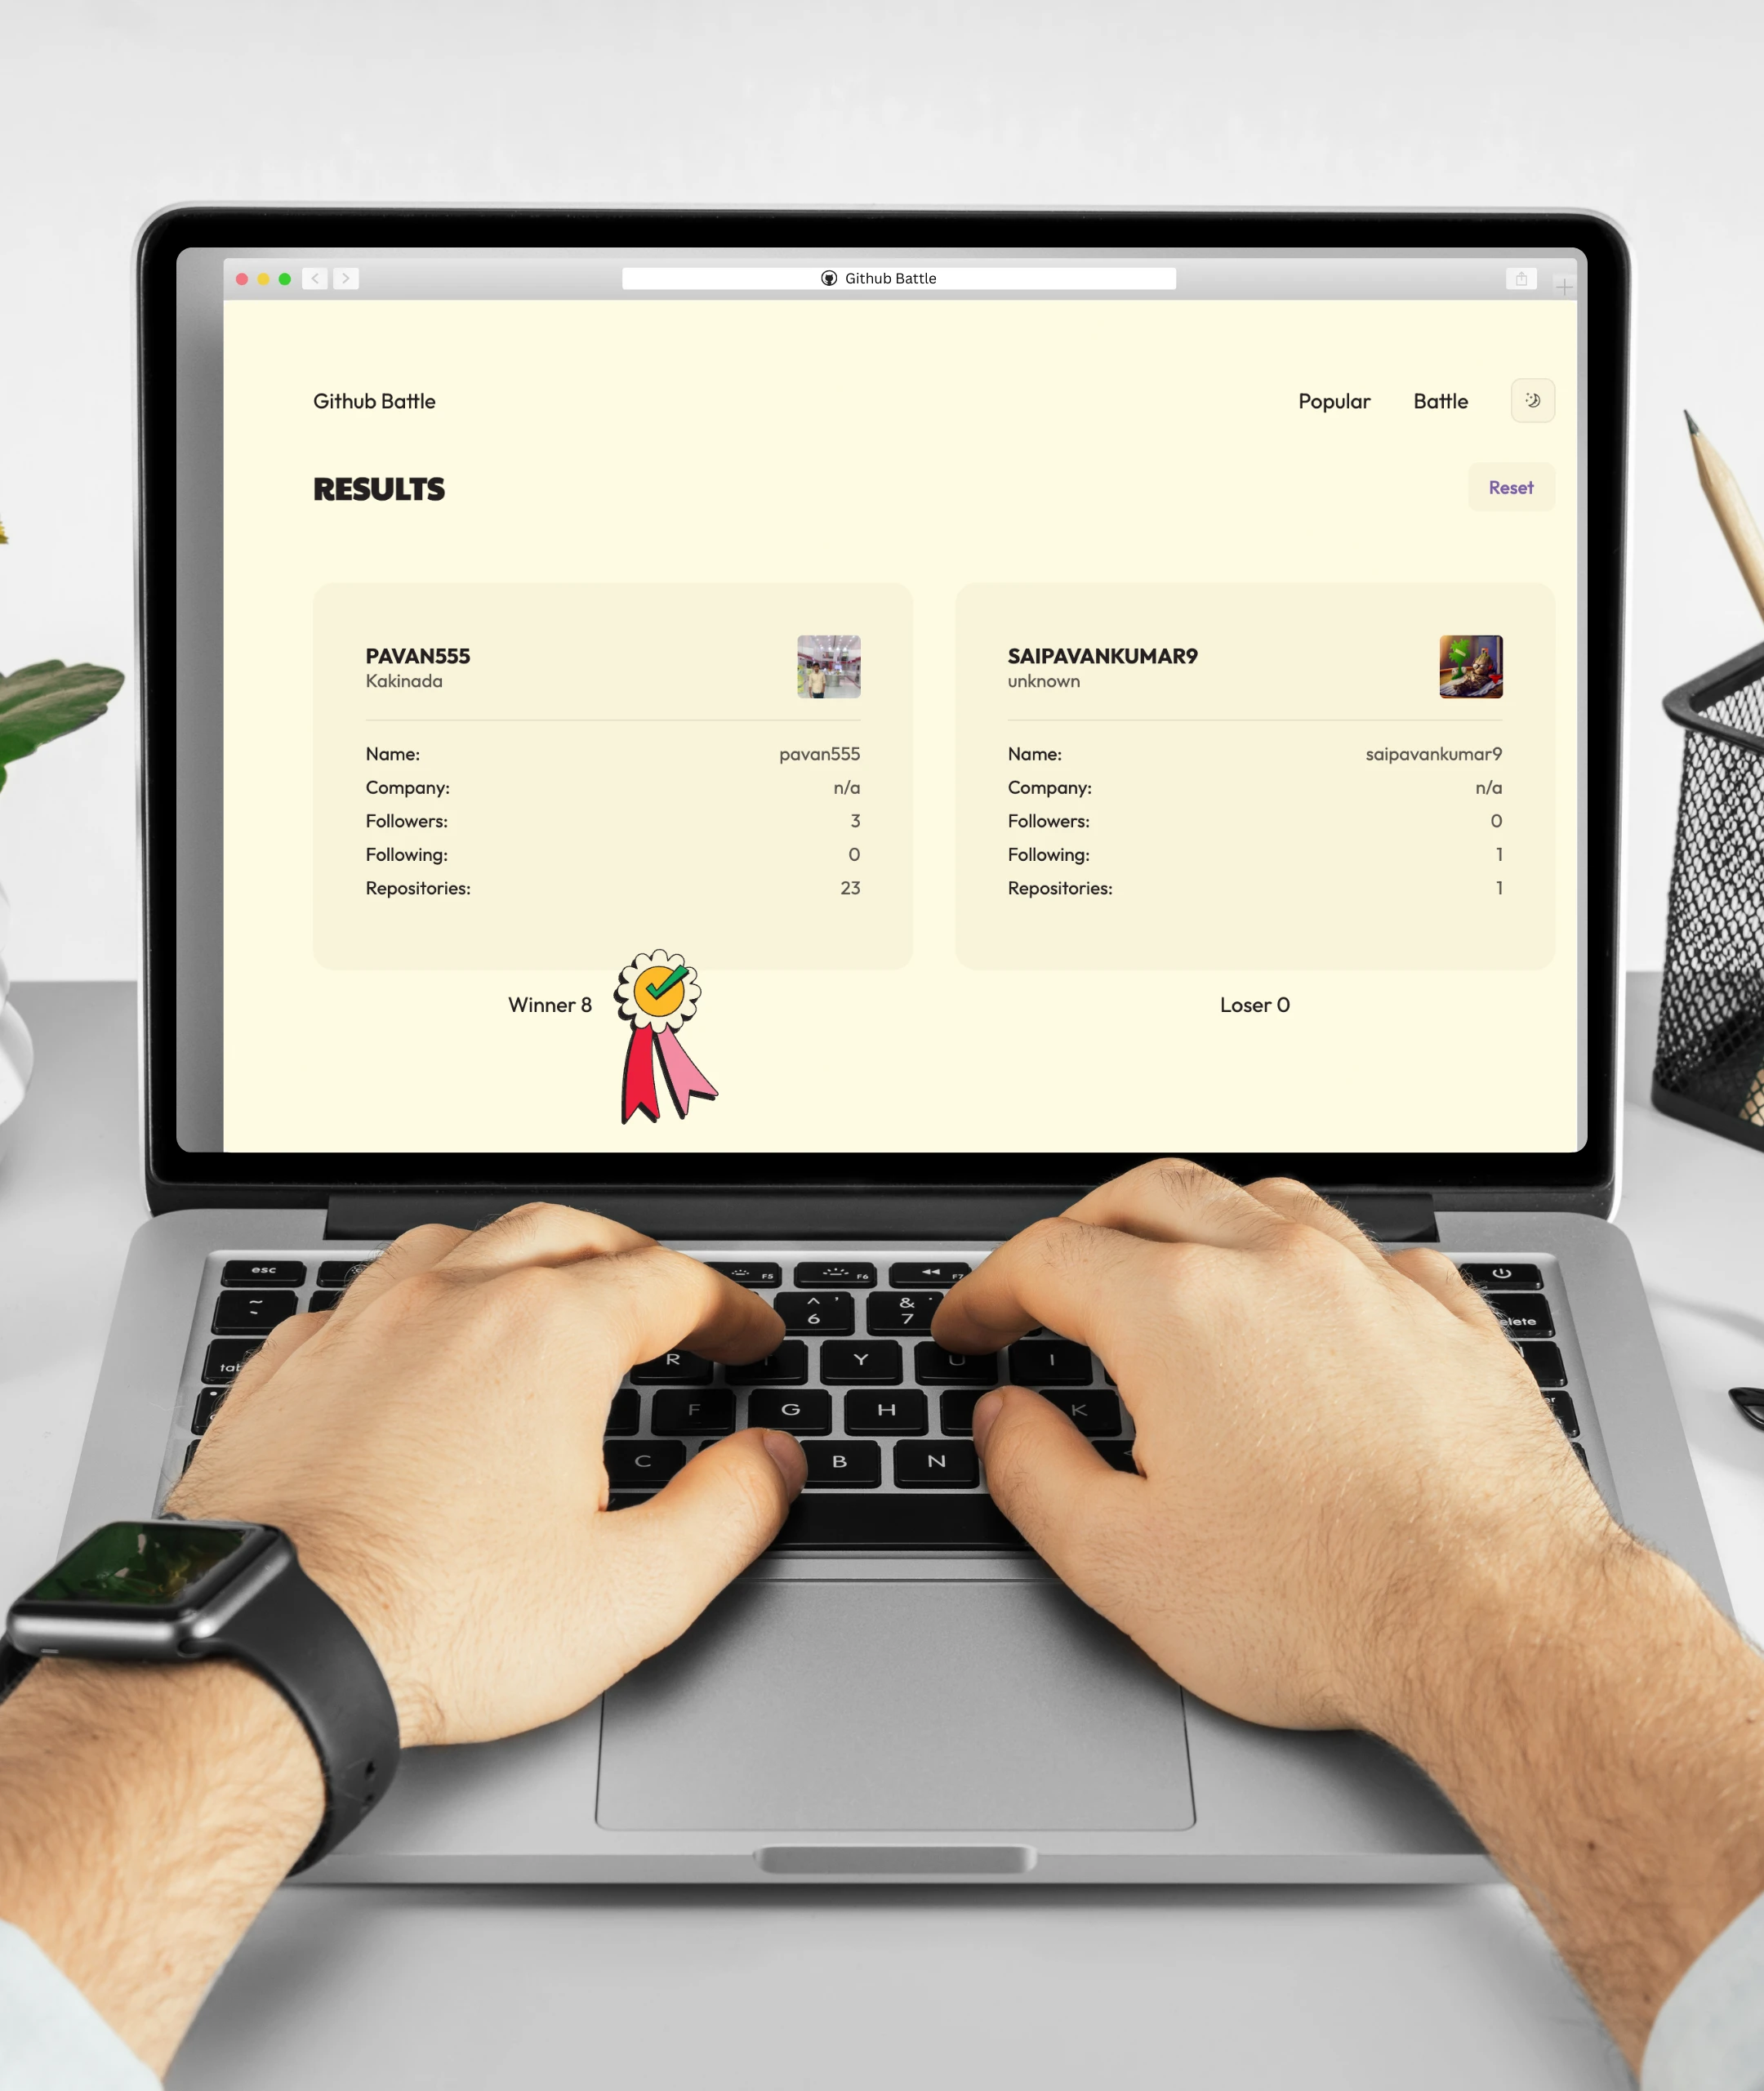 Github Battle
Github Battle Popular Battle
RESULTS Reset
PAVAN555
Kakinada
Name: pavan555
Company: n/a
Followers: 3
Following: 0
Repositories: 23
Winner 8
SAIPAVANKUMAR9
unknown
Name: saipavankumar9
Company: n/a
Followers: 0
Following: 1
Repositories: 1
Loser 0
esc F5 F6 F7
~ ^ &
6 7
tab R Y U I
F G H K
C B N